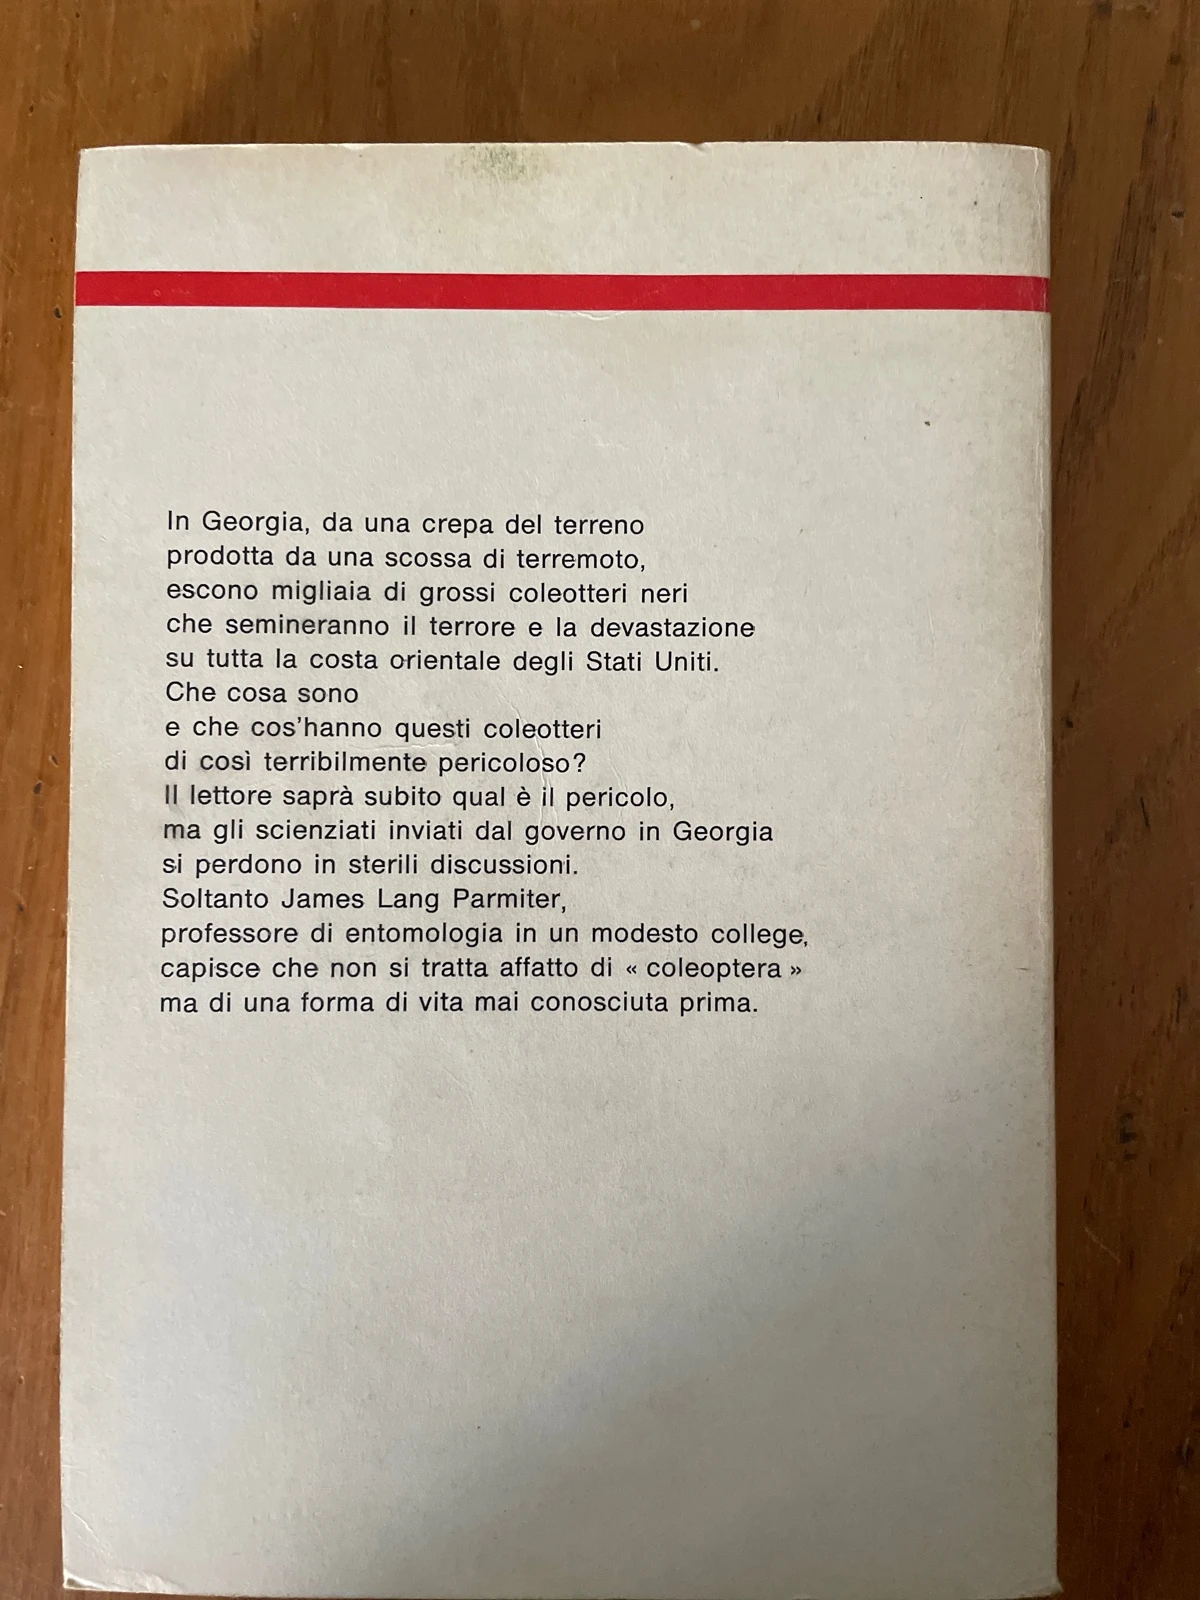 In Georgia, da una crepa del terreno
prodotta da una scossa di terremoto,
escono migliaia di grossi coleotteri neri
che semineranno il terrore e la devastazione
su tutta la costa orientale degli Stati Uniti.
Che cosa sono
e che cos'hanno questi coleotteri
di così terribilmente pericoloso?
Il lettore saprà subito qual è il pericolo,
ma gli scienziati inviati dal governo in Georgia
si perdono in sterili discussioni.
Soltanto James Lang Parmiter,
professore di entomologia in un modesto college,
capisce che non si tratta affatto di « coleoptera »
ma di una forma di vita mai conosciuta prima.